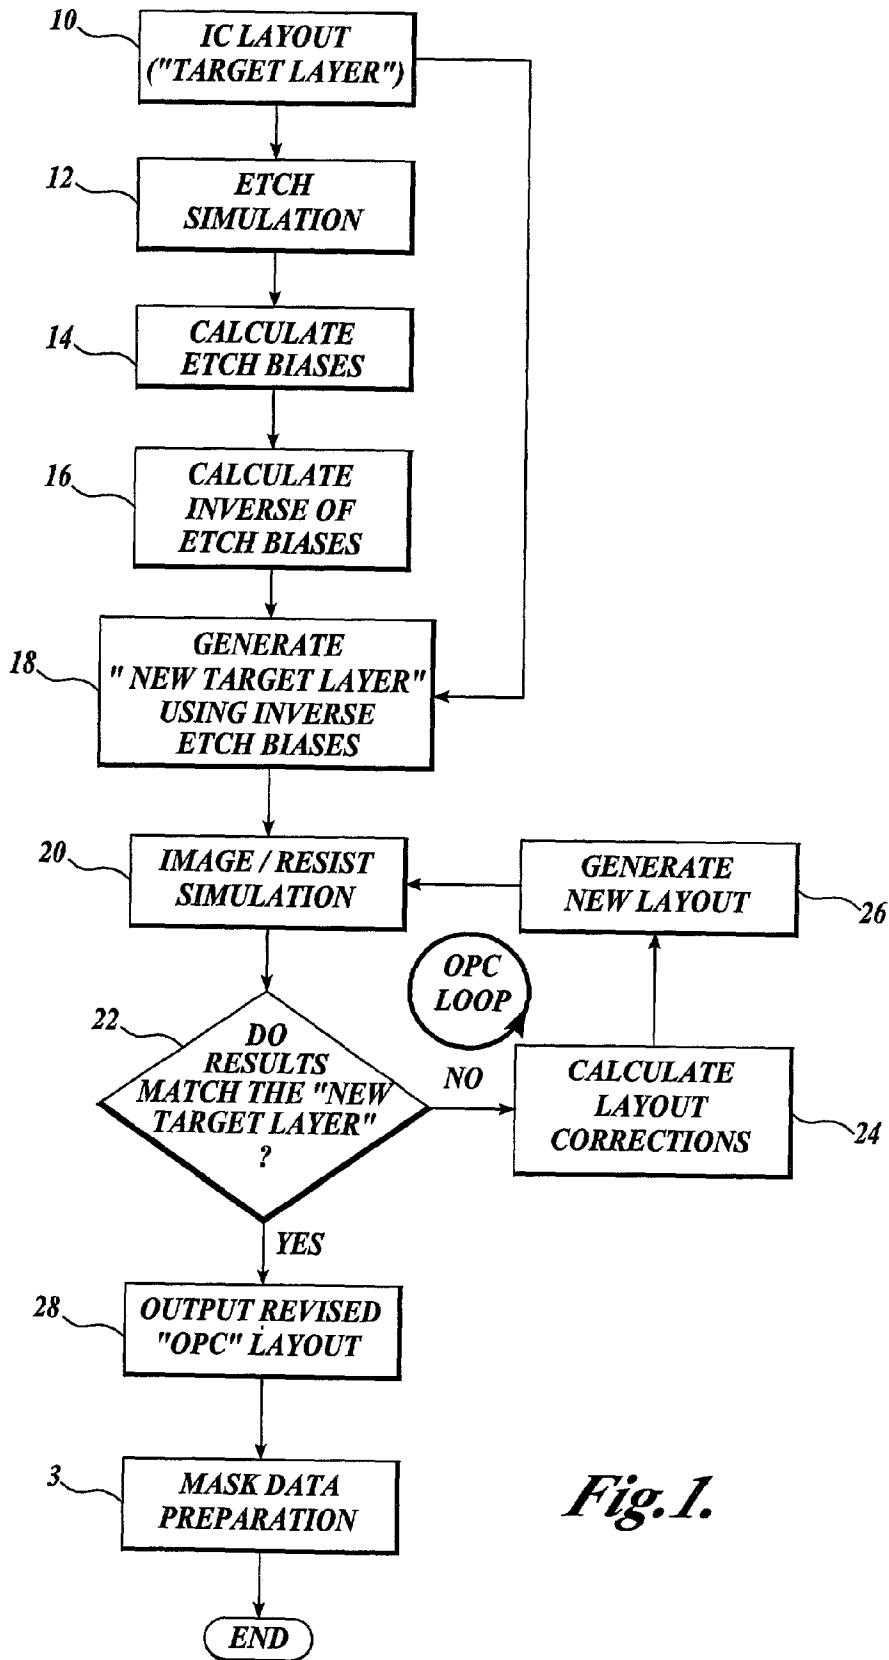 10
IC LAYOUT
("TARGET LAYER")
12
ETCH
SIMULATION
14
CALCULATE
ETCH BIASES
16
CALCULATE
INVERSE OF
ETCH BIASES
18
GENERATE
" NEW TARGET LAYER"
USING INVERSE
ETCH BIASES
20
IMAGE / RESIST
SIMULATION
GENERATE
NEW LAYOUT
26
OPC
LOOP
22
DO
RESULTS
MATCH THE "NEW
TARGET LAYER"
?
NO
CALCULATE
LAYOUT
CORRECTIONS
24
YES
28
OUTPUT REVISED
"OPC" LAYOUT
3
MASK DATA
PREPARATION
END
Fig.1.